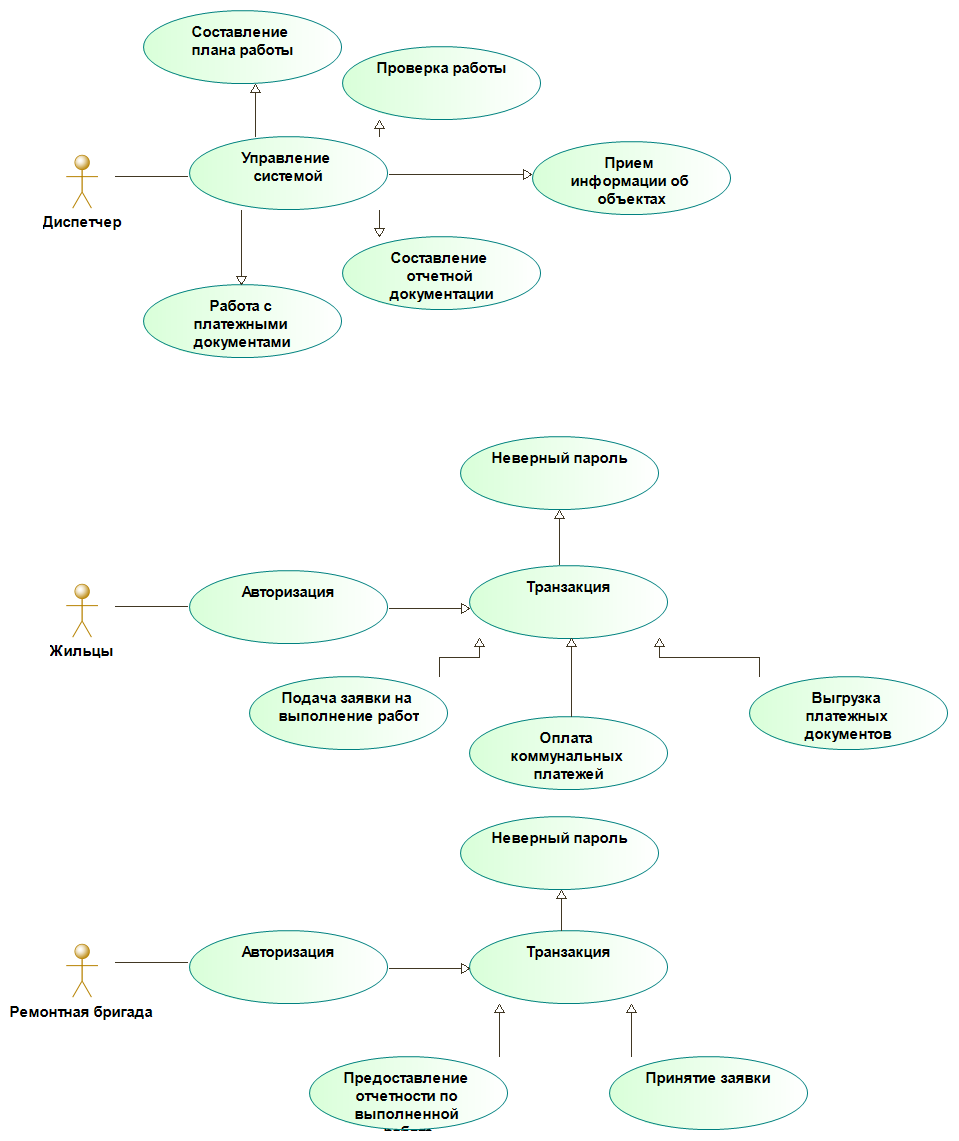 Составление
плана работы
Проверка работы
Управление
системой
Прием
информации об
объектах
Диспетчер
Составление
отчетной
документации
Работа с
платежными
документами
Неверный пароль
Авторизация
Транзакция
Жильцы
Подача заявки на
выполнение работ
Оплата
коммунальных
платежей
Выгрузка
платежных
документов
Неверный пароль
Авторизация
Транзакция
Ремонтная бригада
Предоставление
отчетности по
выполненной
Принятие заявки